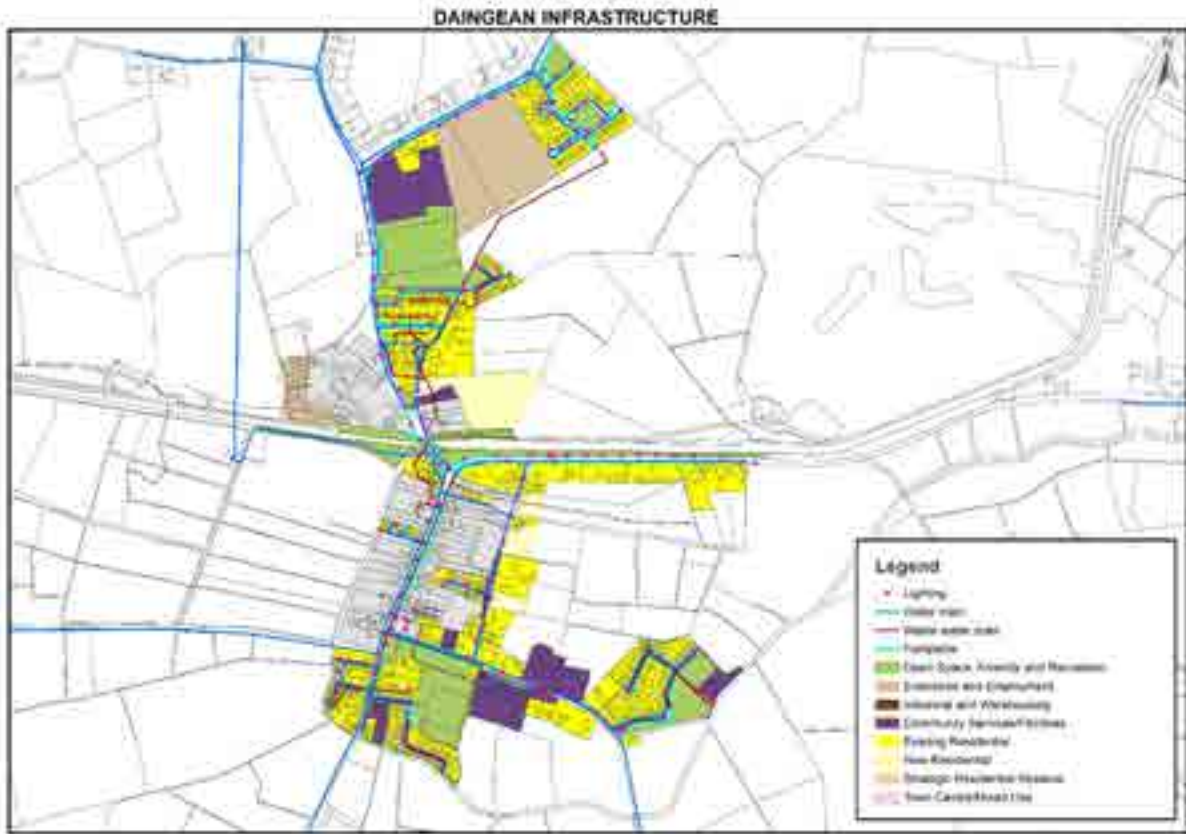 DAINGEAN INFRASTRUCTURE
N
Legend
Lighting
Water main
Waste water main
Footpaths
Open Space, Amenity and Recreation
Enterprise and Employment
Industrial and Warehousing
Community Services/Facilities
Existing Residential
New Residential
Strategic Residential Reserve
Town Centre/Mixed Use